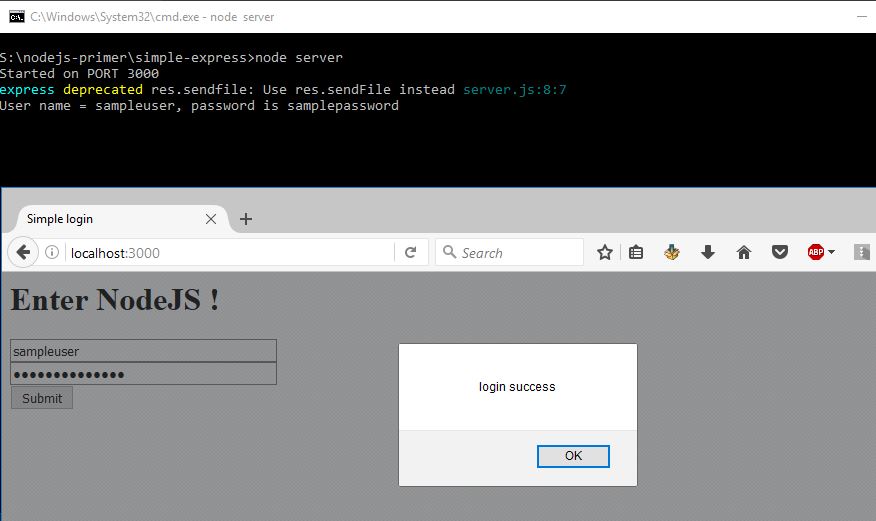 C:\Windows\System32\cmd.exe - node server
S:\nodejs-primer\simple-express>node server
Started on PORT 3000
express deprecated res.sendfile: Use res.sendFile instead server.js:8:7
User name = sampleuser, password is samplepassword
Simple login
localhost:3000
Search
ABP
Enter NodeJS !
sampleuser
••••••••••••••
Submit
login success
OK